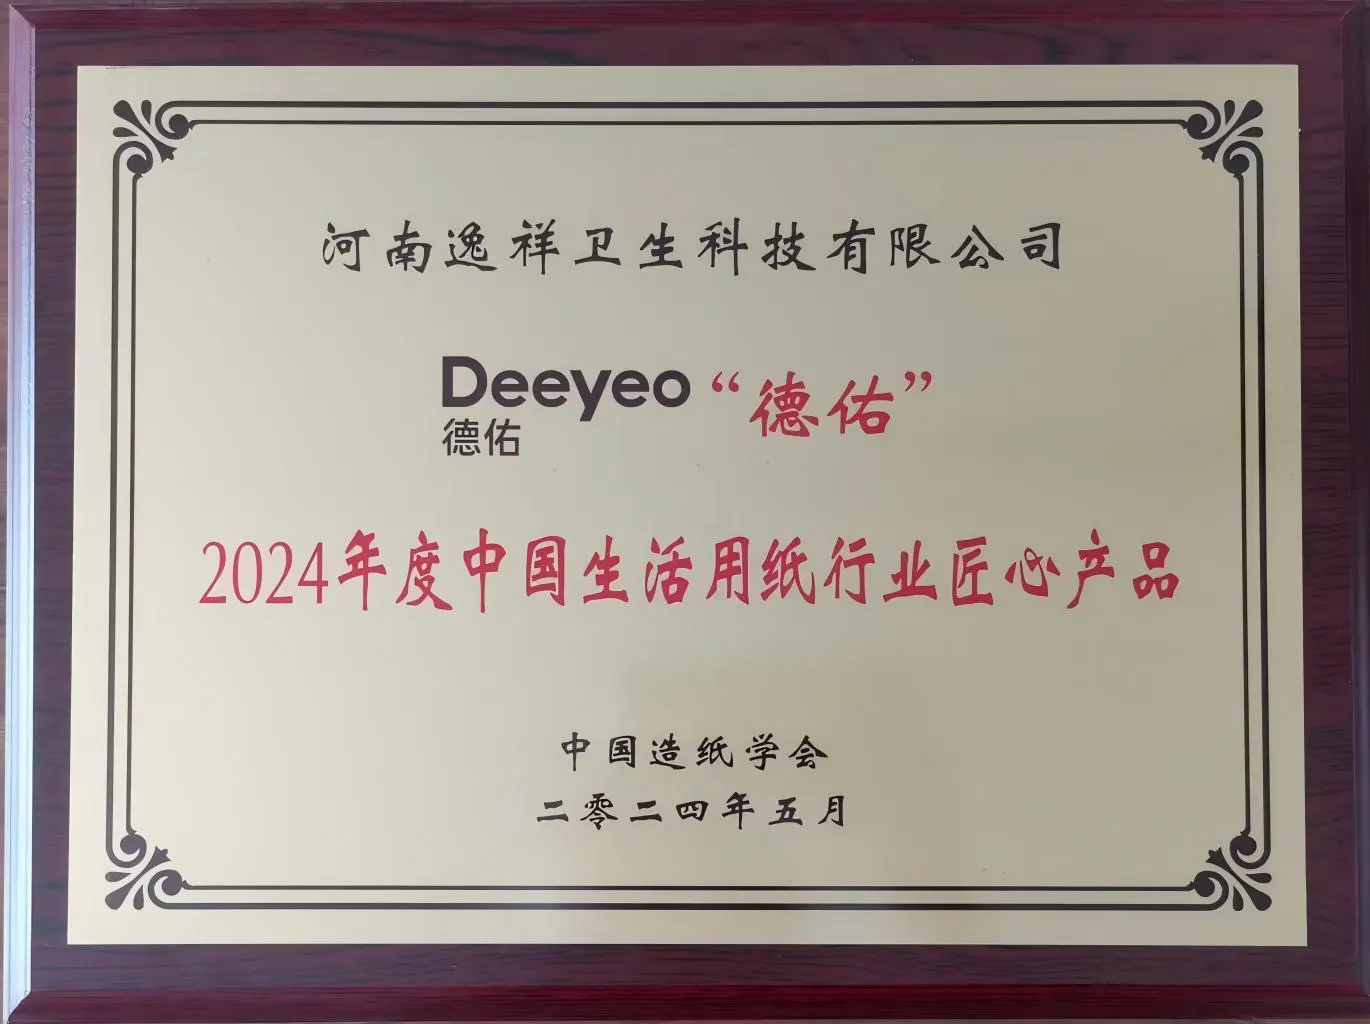 河南逸祥卫生科技有限公司
Deeyeo “德佑”
德佑
2024年度中国生活用纸行业匠心产品
中国造纸学会
二零二四年五月